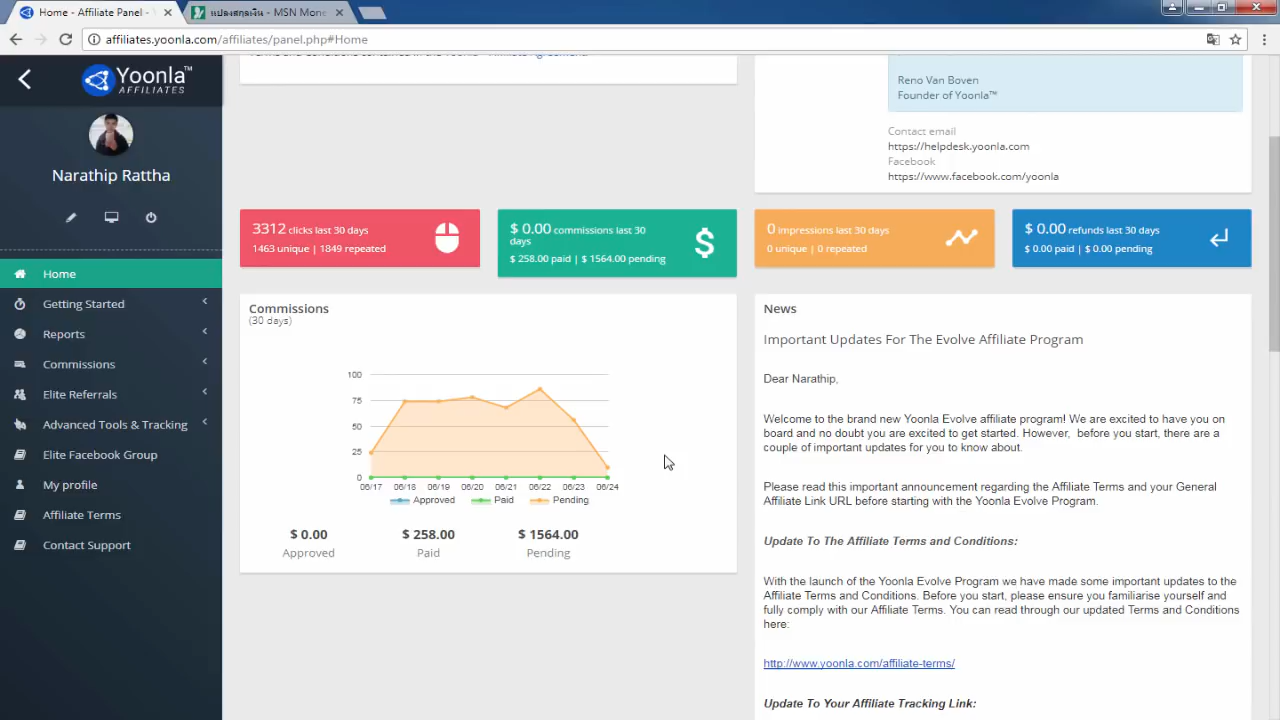 Home - Affiliate Panel -
แปลงสกุลเงิน - MSN Mon
affiliates.yoonla.com/affiliates/panel.php#Home
Yoonla™
AFFILIATES
Narathip Rattha
Home
Getting Started
Reports
Commissions
Elite Referrals
Advanced Tools & Tracking
Elite Facebook Group
My profile
Affiliate Terms
Contact Support
Reno Van Boven
Founder of Yoonla™
Contact email
https://helpdesk.yoonla.com
Facebook
https://www.facebook.com/yoonla
3312 clicks last 30 days
1463 unique | 1849 repeated
$ 0.00 commissions last 30
days
$ 258.00 paid | $ 1564.00 pending
0 impressions last 30 days
0 unique | 0 repeated
$ 0.00 refunds last 30 days
$ 0.00 paid | $ 0.00 pending
Commissions
(30 days)
100
75
50
25
0
06/17 06/18 06/19 06/20 06/21 06/22 06/23 06/24
Approved Paid Pending
$ 0.00 $ 258.00 $ 1564.00
Approved Paid Pending
News
Important Updates For The Evolve Affiliate Program
Dear Narathip,
Welcome to the brand new Yoonla Evolve affiliate program! We are excited to have you on
board and no doubt you are excited to get started. However, before you start, there are a
couple of important updates for you to know about.
Please read this important announcement regarding the Affiliate Terms and your General
Affiliate Link URL before starting with the Yoonla Evolve Program.
Update To The Affiliate Terms and Conditions:
With the launch of the Yoonla Evolve Program we have made some important updates to the
Affiliate Terms and Conditions. Before you start, please ensure you familiarise yourself and
fully comply with our Affiliate Terms. You can read through our updated Terms and Conditions
here:
http://www.yoonla.com/affiliate-terms/
Update To Your Affiliate Tracking Link: